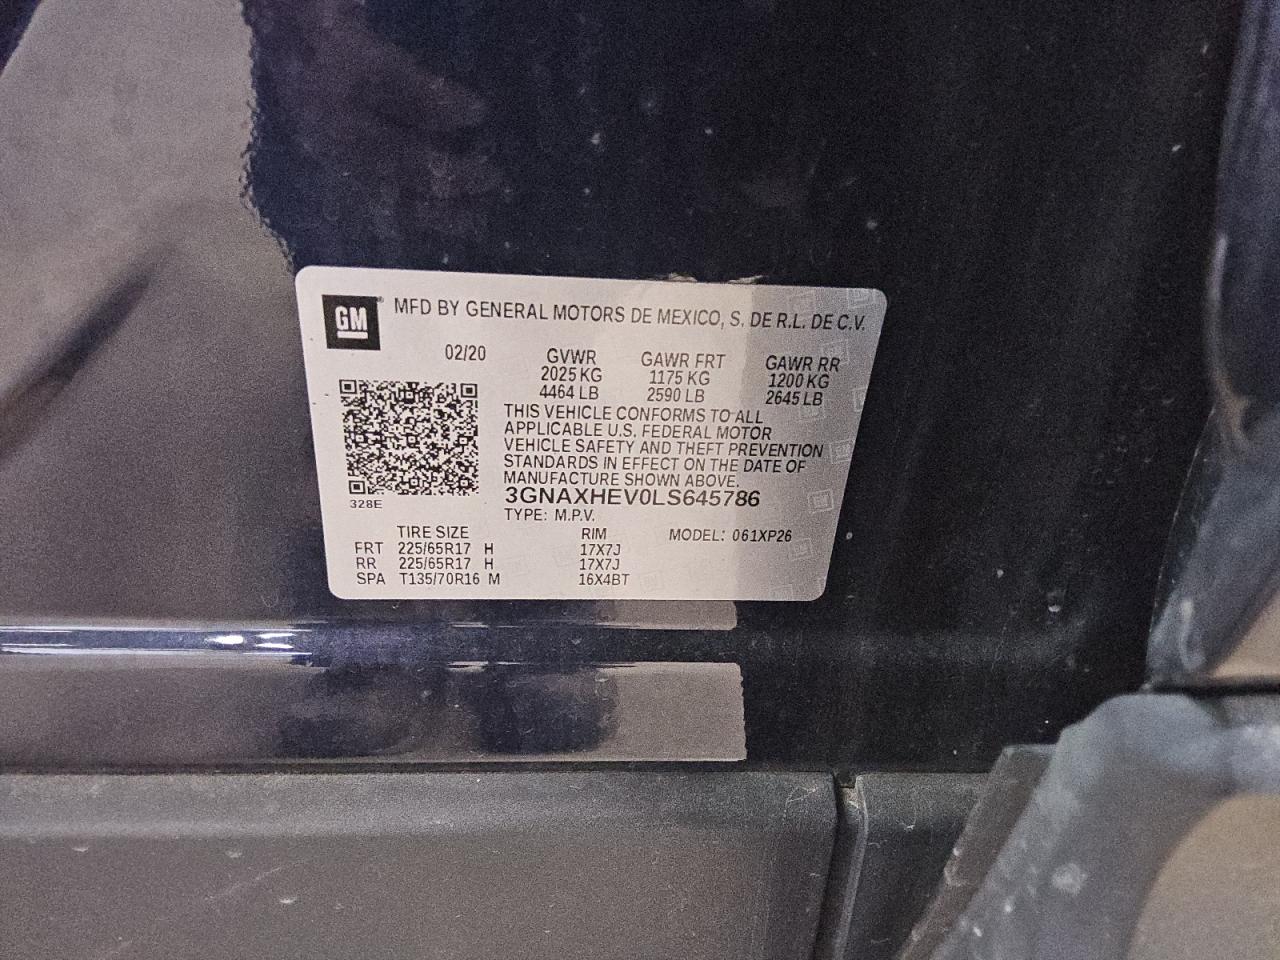 GM MFD BY GENERAL MOTORS DE MEXICO, S. DE R.L. DE C.V.
02/20 GVWR GAWR FRT GAWR RR
2025 KG 1175 KG 1200 KG
4464 LB 2590 LB 2645 LB
THIS VEHICLE CONFORMS TO ALL
APPLICABLE U.S. FEDERAL MOTOR
VEHICLE SAFETY AND THEFT PREVENTION
STANDARDS IN EFFECT ON THE DATE OF
MANUFACTURE SHOWN ABOVE.
3GNAXHEV0LS645786
328E
TYPE: M.P.V.
TIRE SIZE RIM MODEL: 061XP26
FRT 225/65R17 H 17X7J
RR 225/65R17 H 17X7J
SPA T135/70R16 M 16X4BT